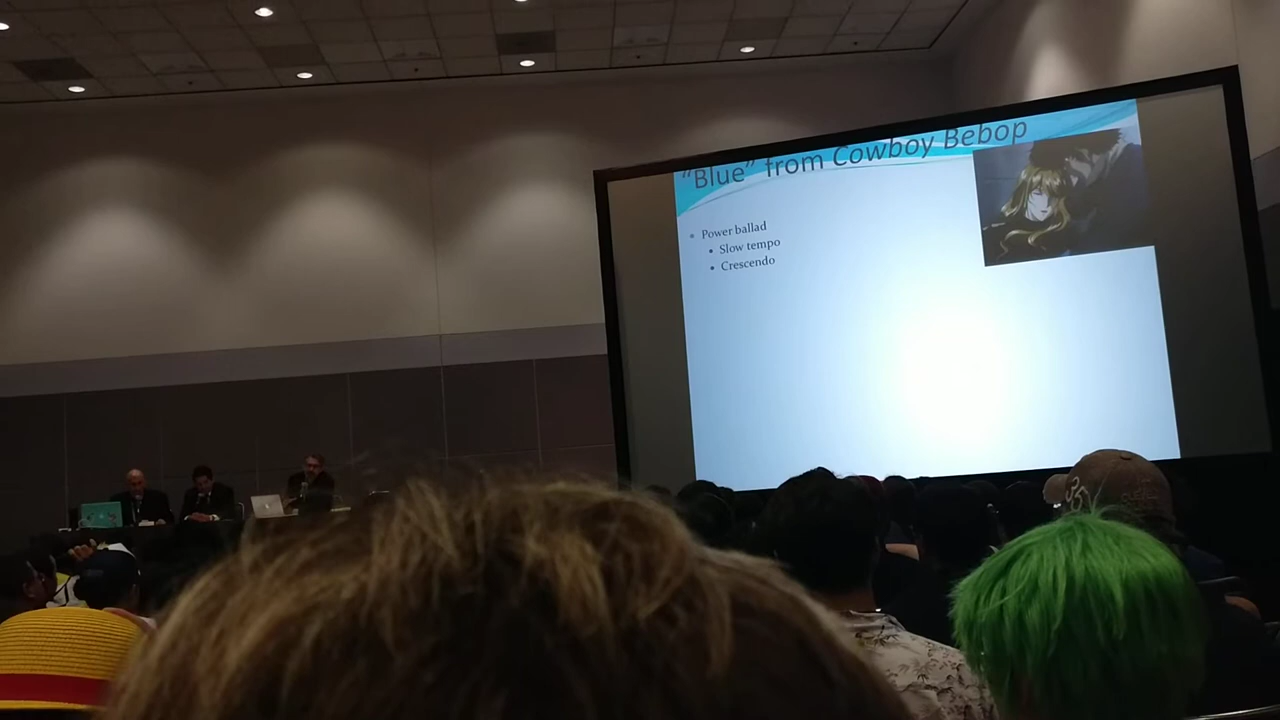 "Blue" from Cowboy Bebop
• Power ballad
• Slow tempo
• Crescendo